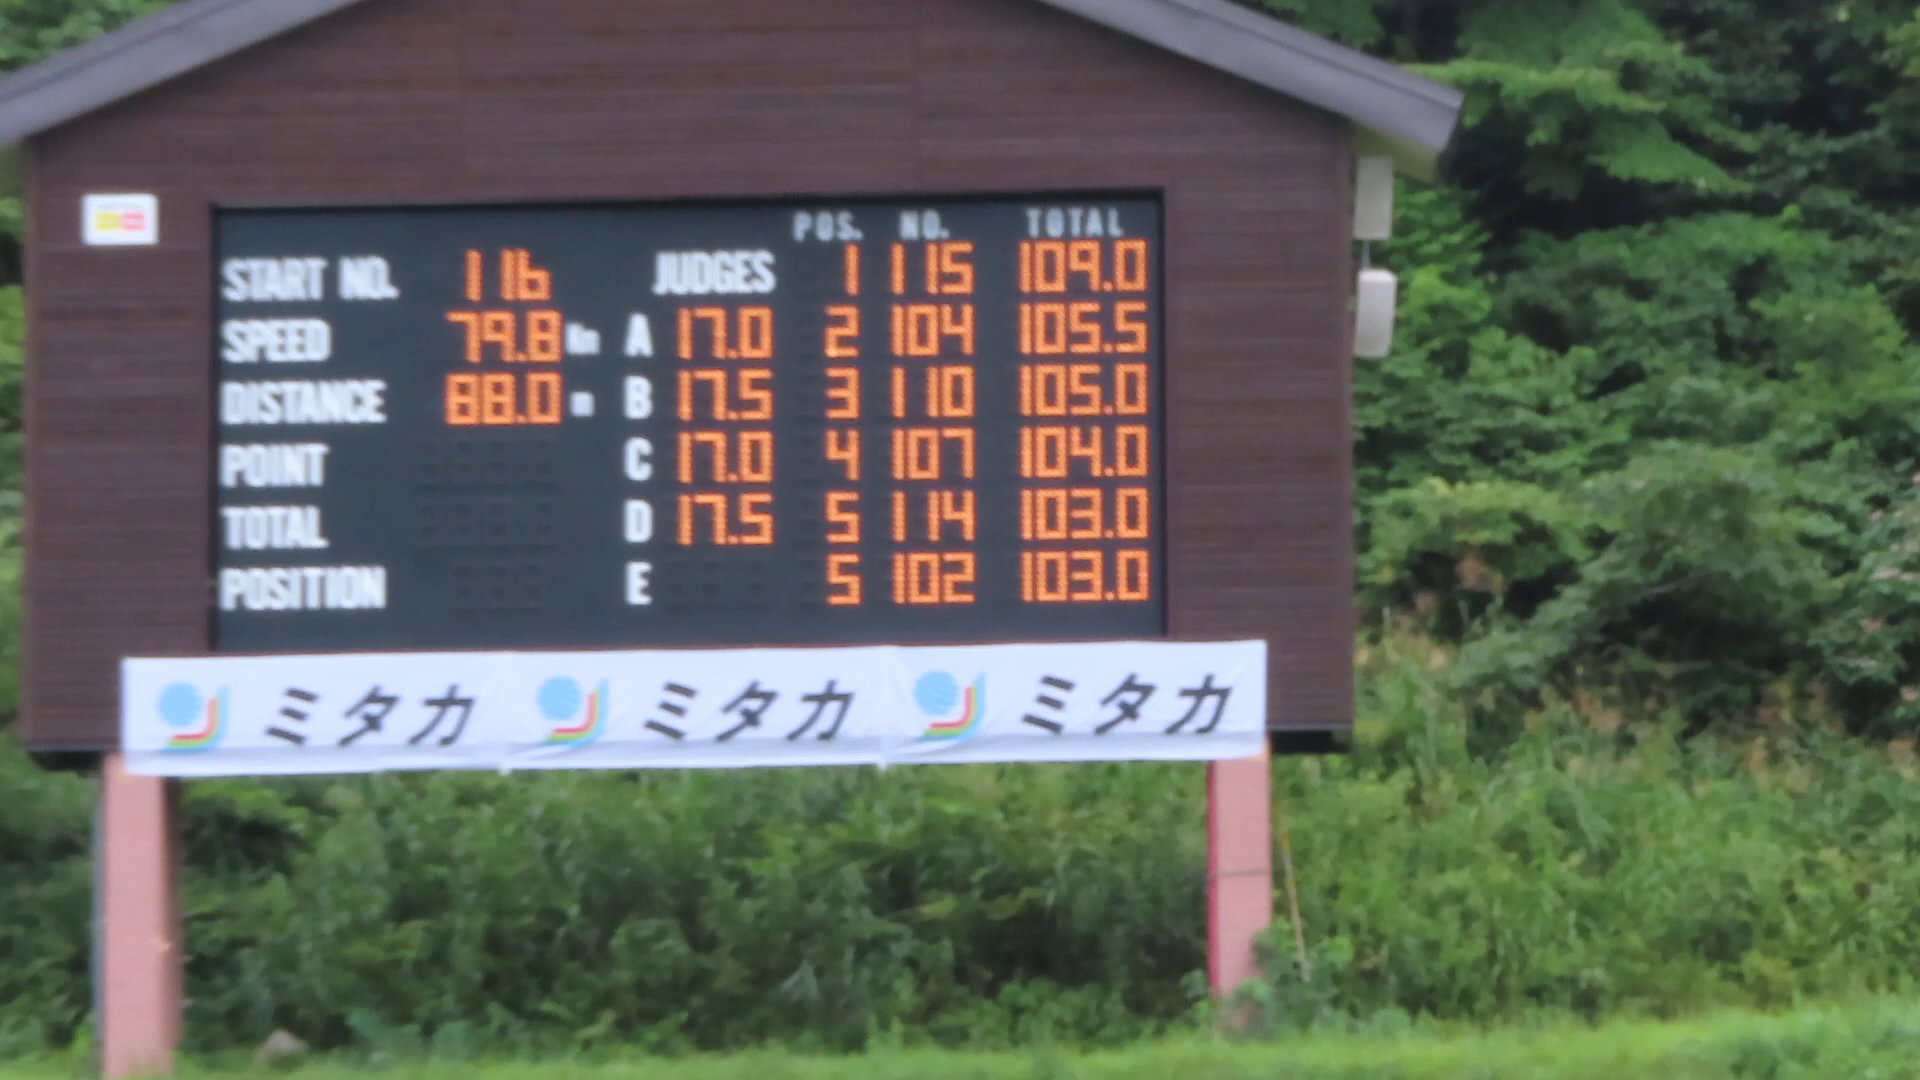 POS. NO. TOTAL
START NO. 116 JUDGES 1 115 109.0
SPEED 79.8 Km A 17.0 2 104 105.5
DISTANCE 88.0 m B 17.5 3 110 105.0
POINT C 17.0 4 107 104.0
TOTAL D 17.5 5 114 103.0
POSITION E 5 102 103.0
ミタカ ミタカ ミタカ